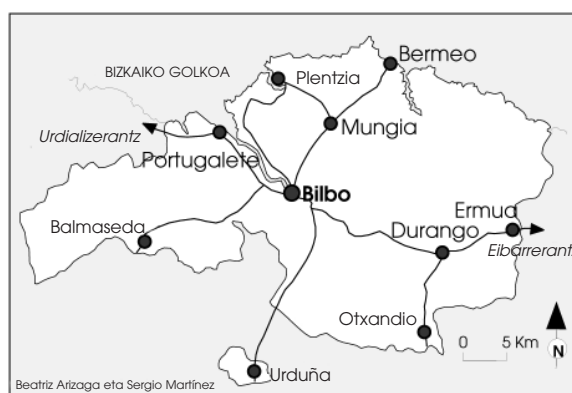 Bermeo
BIZKAIKO GOLKOA
Plentzia
Mungia
Urdializerantz
Portugalete
Bilbo
Ermua
Balmaseda
Durango
Eibarrerantz
Otxandio
0 5 Km
N
Urduña
Beatriz Arizaga eta Sergio Martínez